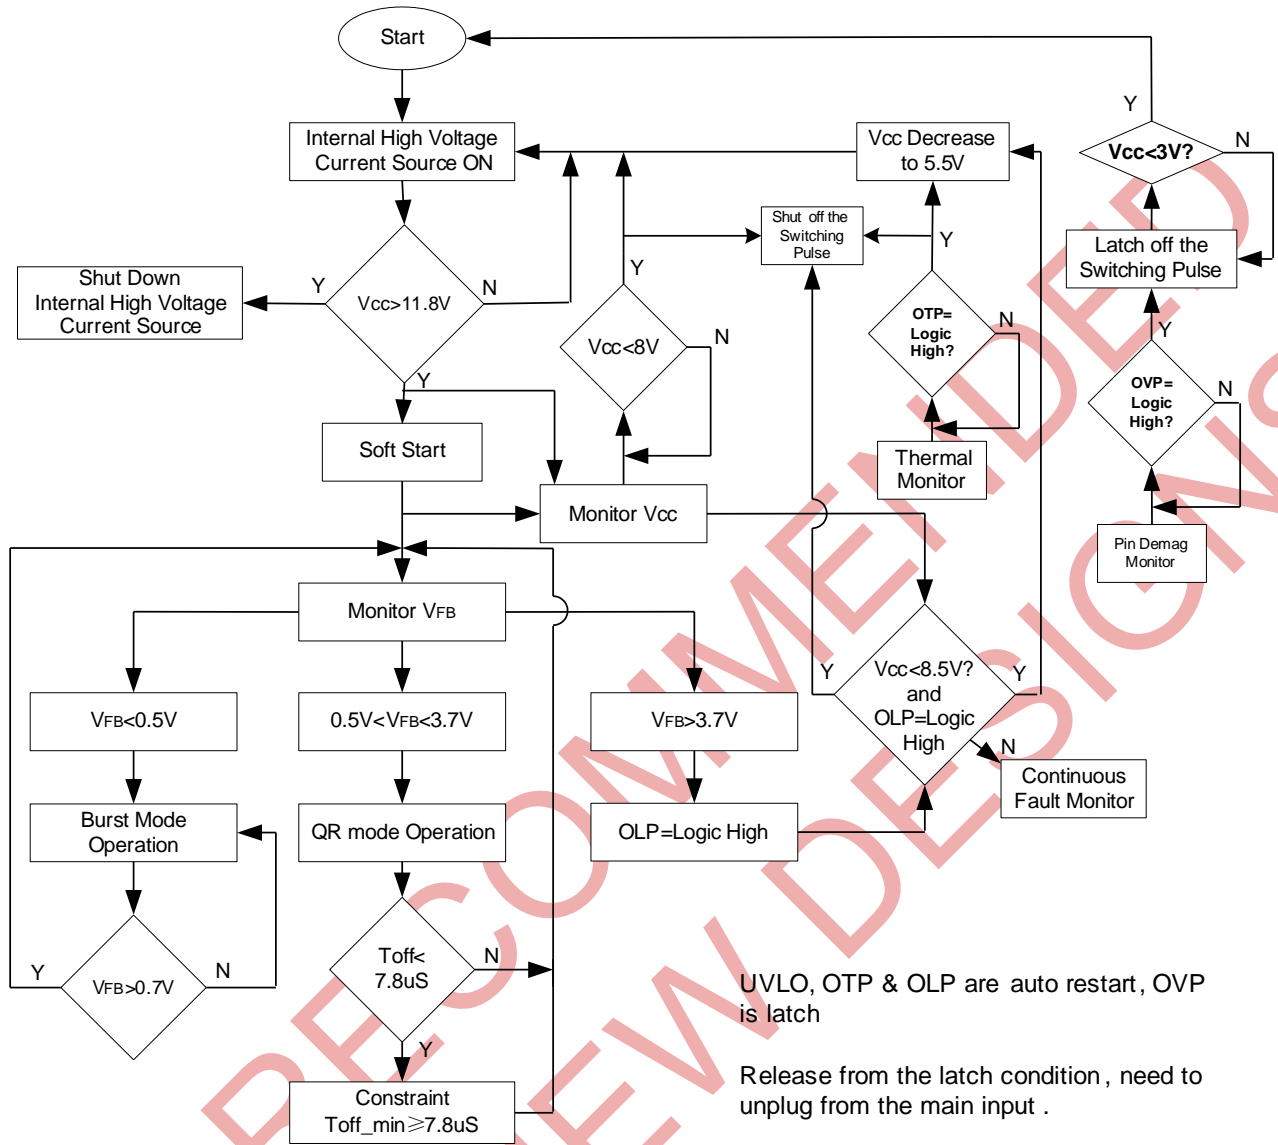 Start
Internal High Voltage
Current Source ON
Vcc Decrease
to 5.5V
Y
Vcc<3V?
N
Shut off the
Switching
Pulse
Y
Y
Latch off the
Switching Pulse
Shut Down
Internal High Voltage
Current Source
Y
Vcc>11.8V
N
Y
Vcc<8V
N
OTP=
Logic
High?
N
Y
OVP=
Logic
High?
N
Soft Start
Thermal
Monitor
Monitor Vcc
Pin Demag
Monitor
Monitor VFB
VFB<0.5V
0.5V<VFB<3.7V
VFB>3.7V
Y
Vcc<8.5V?
and
OLP=Logic
High
Y
N
Continuous
Fault Monitor
Burst Mode
Operation
QR mode Operation
OLP=Logic High
Y
VFB>0.7V
N
Toff<
7.8uS
N
Y
Constraint
Toff_min≥7.8uS
UVLO, OTP & OLP are auto restart, OVP
is latch
Release from the latch condition, need to
unplug from the main input .
RECOMMENDED
NEW DESIGNS